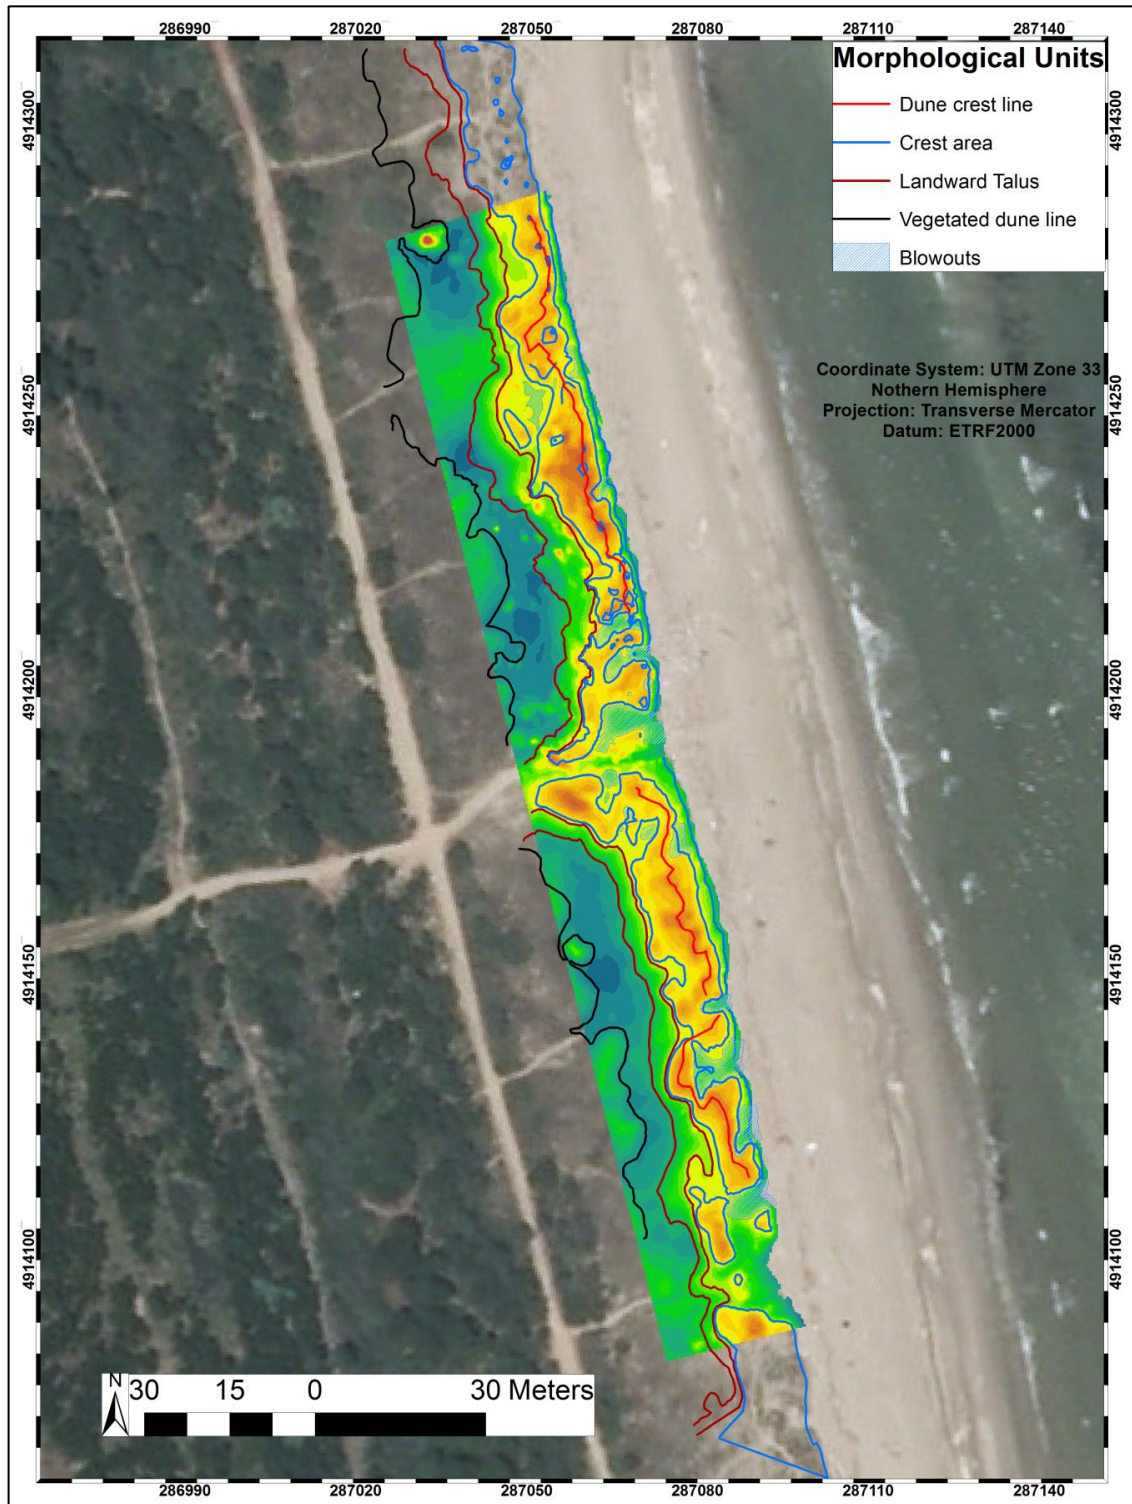 286990 287020 287050 287080 287110 287140
Morphological Units
Dune crest line
Crest area
Landward Talus
Vegetated dune line
Blowouts
Coordinate System: UTM Zone 33
Nothern Hemisphere
Projection: Transverse Mercator
Datum: ETRF2000
4914300
4914250
4914200
4914150
4914100
4914300
4914250
4914200
4914150
4914100
N
30 15 0 30 Meters
286990 287020 287050 287080 287110 287140